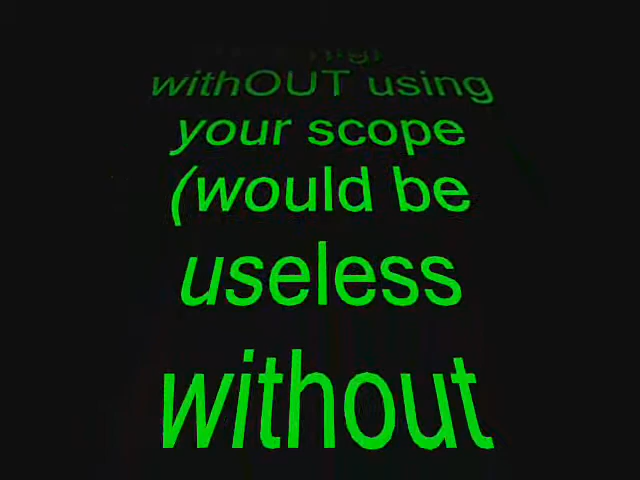 withOUT using
your scope
(would be
useless
without